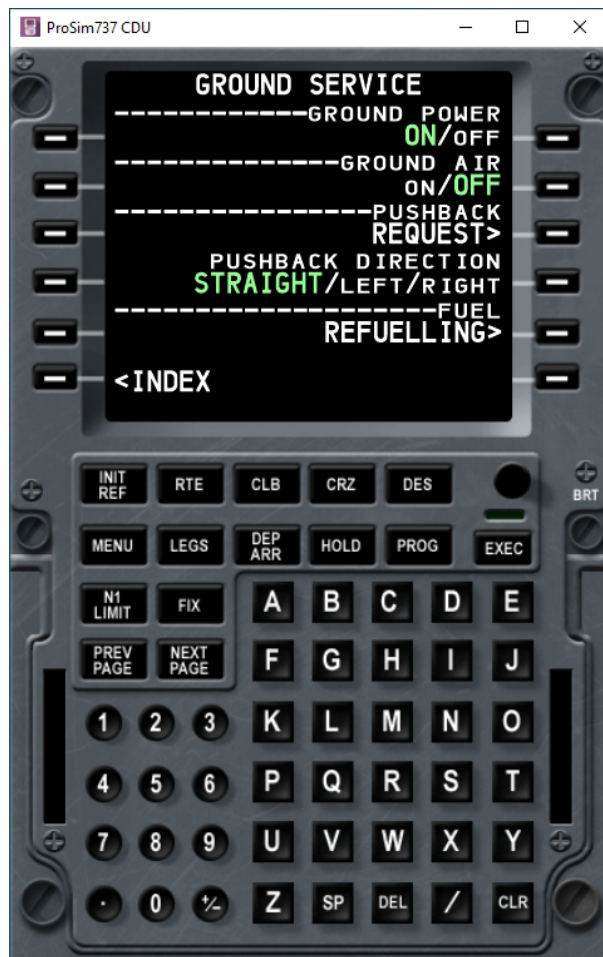 ProSim737 CDU
GROUND SERVICE
------------GROUND POWER
ON/OFF
--------------GROUND AIR
ON/OFF
----------------PUSHBACK
REQUEST>
PUSHBACK DIRECTION
STRAIGHT/LEFT/RIGHT
--------------------FUEL
REFUELLING>
<INDEX
INIT REF RTE CLB CRZ DES
BRT
MENU LEGS DEP ARR HOLD PROG EXEC
N1 LIMIT FIX A B C D E
PREV PAGE NEXT PAGE F G H I J
1 2 3 K L M N O
4 5 6 P Q R S T
7 8 9 U V W X Y
. 0 +/- Z SP DEL / CLR